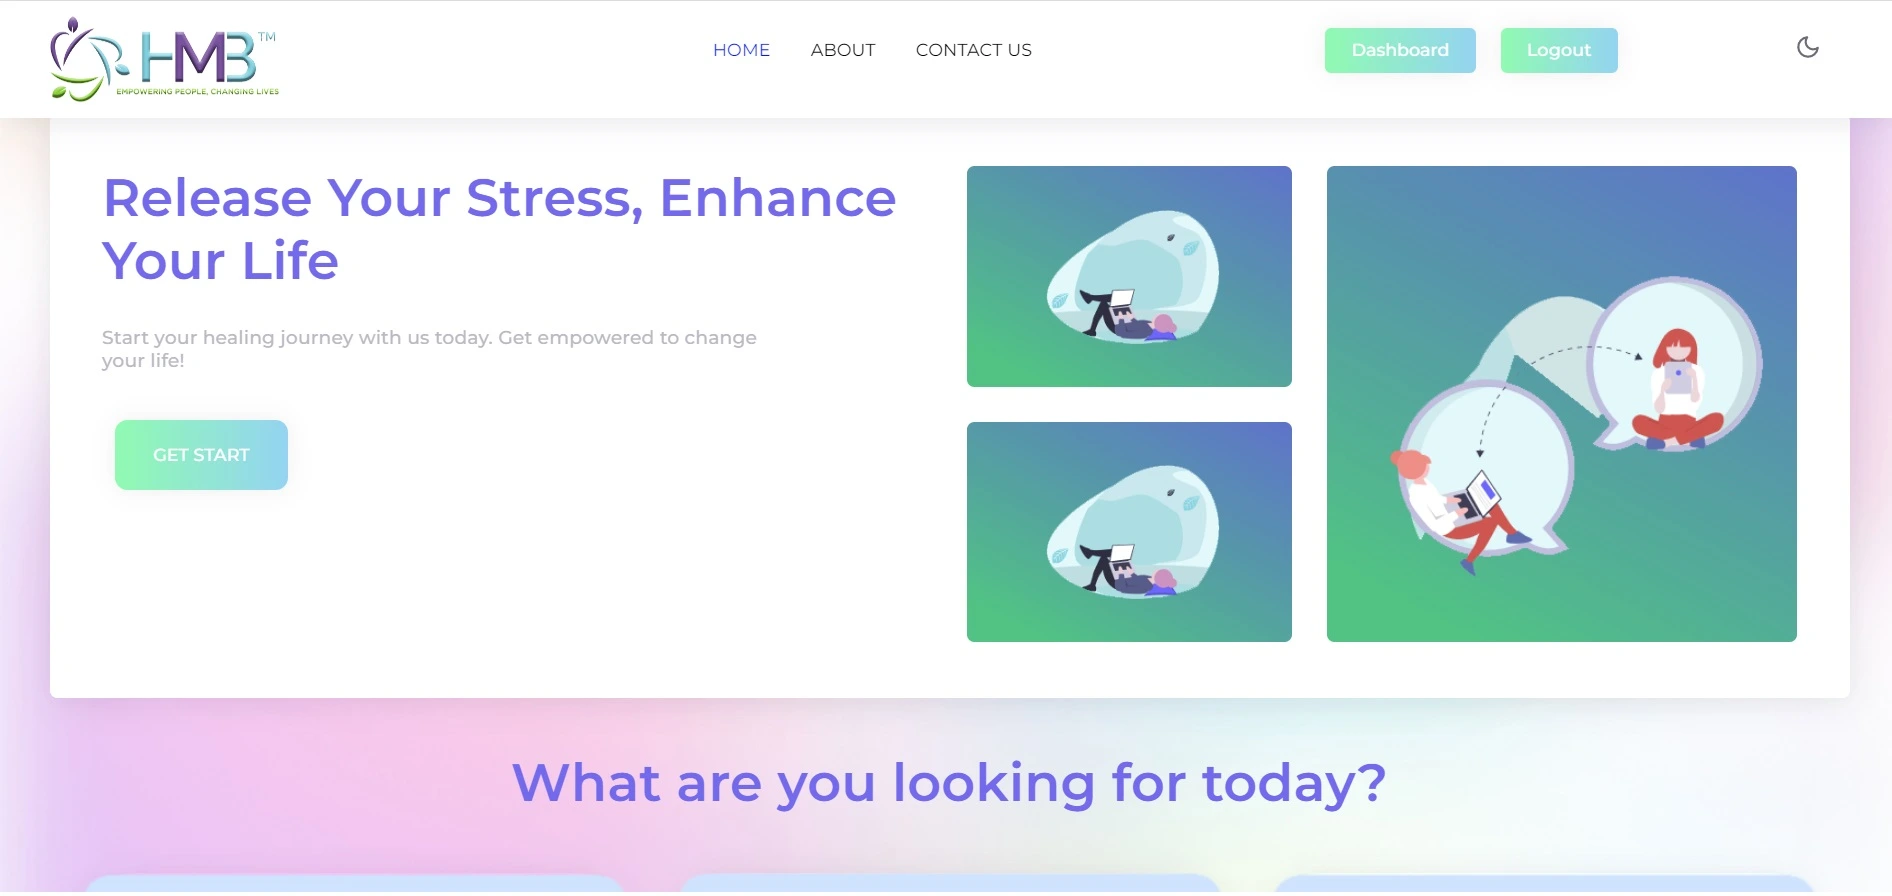 HMB™
EMPOWERING PEOPLE, CHANGING LIVES
HOME
ABOUT
CONTACT US
Dashboard
Logout
Release Your Stress, Enhance
Your Life
Start your healing journey with us today. Get empowered to change
your life!
GET START
What are you looking for today?